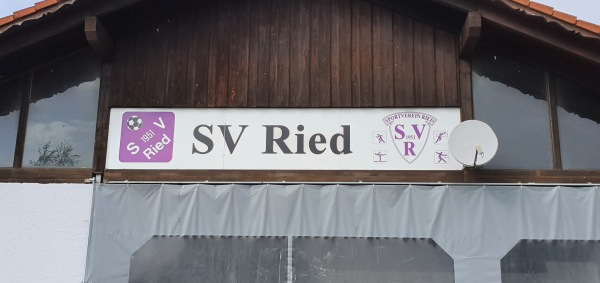 S 1951 V
Ried
SV Ried
SPORTVEREIN RIED
S V
1951
R